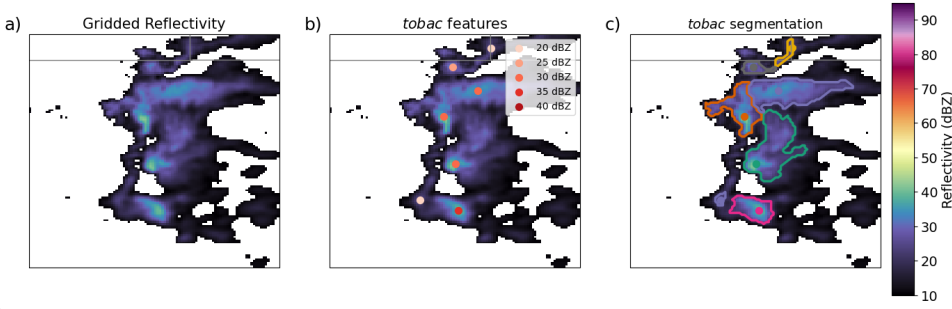 a) Gridded Reflectivity
b) tobac features
20 dBZ
25 dBZ
30 dBZ
35 dBZ
40 dBZ
c) tobac segmentation
90
80
70
60
50
40
30
20
10
Reflectivity (dBZ)